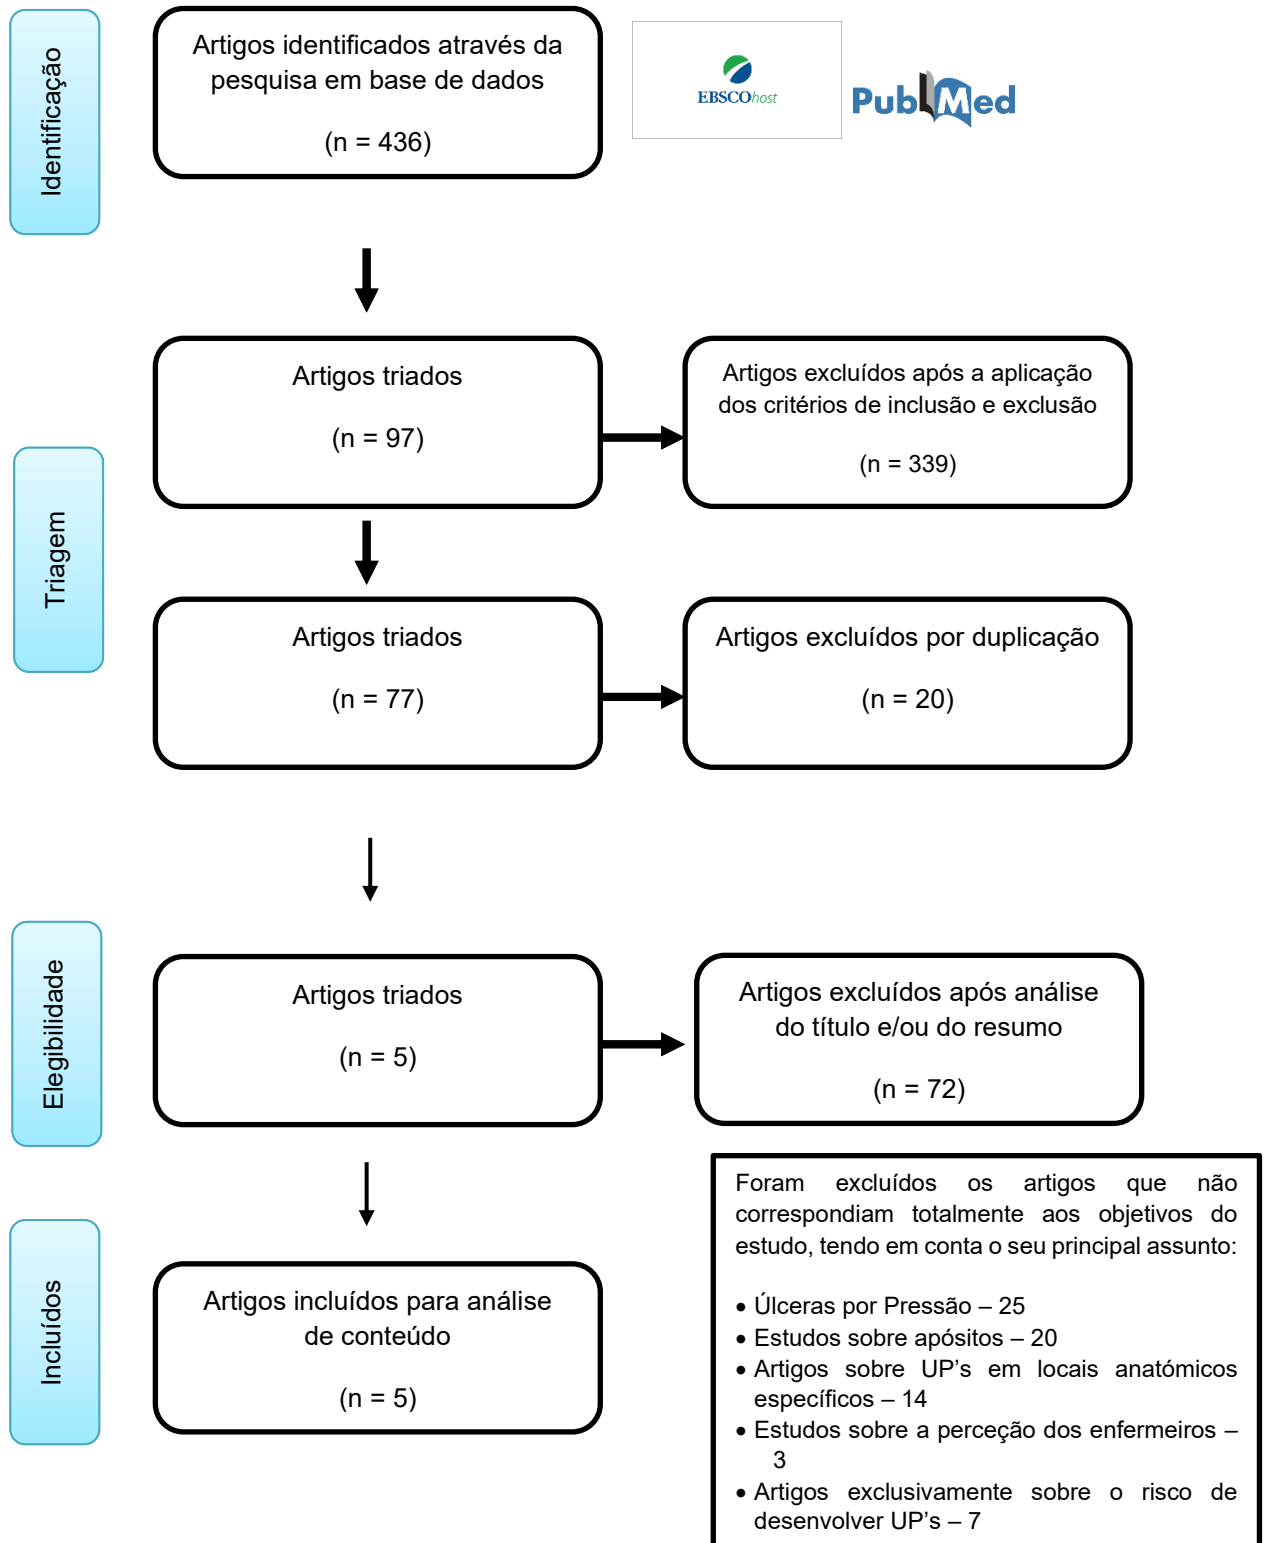 Identificação
Artigos identificados através da
pesquisa em base de dados
(n = 436)
EBSCOhost
PubMed
Triagem
Artigos triados
(n = 97)
Artigos excluídos após a aplicação
dos critérios de inclusão e exclusão
(n = 339)
Artigos triados
(n = 77)
Artigos excluídos por duplicação
(n = 20)
Elegibilidade
Artigos triados
(n = 5)
Artigos excluídos após análise
do título e/ou do resumo
(n = 72)
Incluídos
Artigos incluídos para análise
de conteúdo
(n = 5)
Foram excluídos os artigos que não
correspondiam totalmente aos objetivos do
estudo, tendo em conta o seu principal assunto:
• Úlceras por Pressão – 25
• Estudos sobre apósitos – 20
• Artigos sobre UP's em locais anatómicos
específicos – 14
• Estudos sobre a perceção dos enfermeiros –
3
• Artigos exclusivamente sobre o risco de
desenvolver UP's – 7